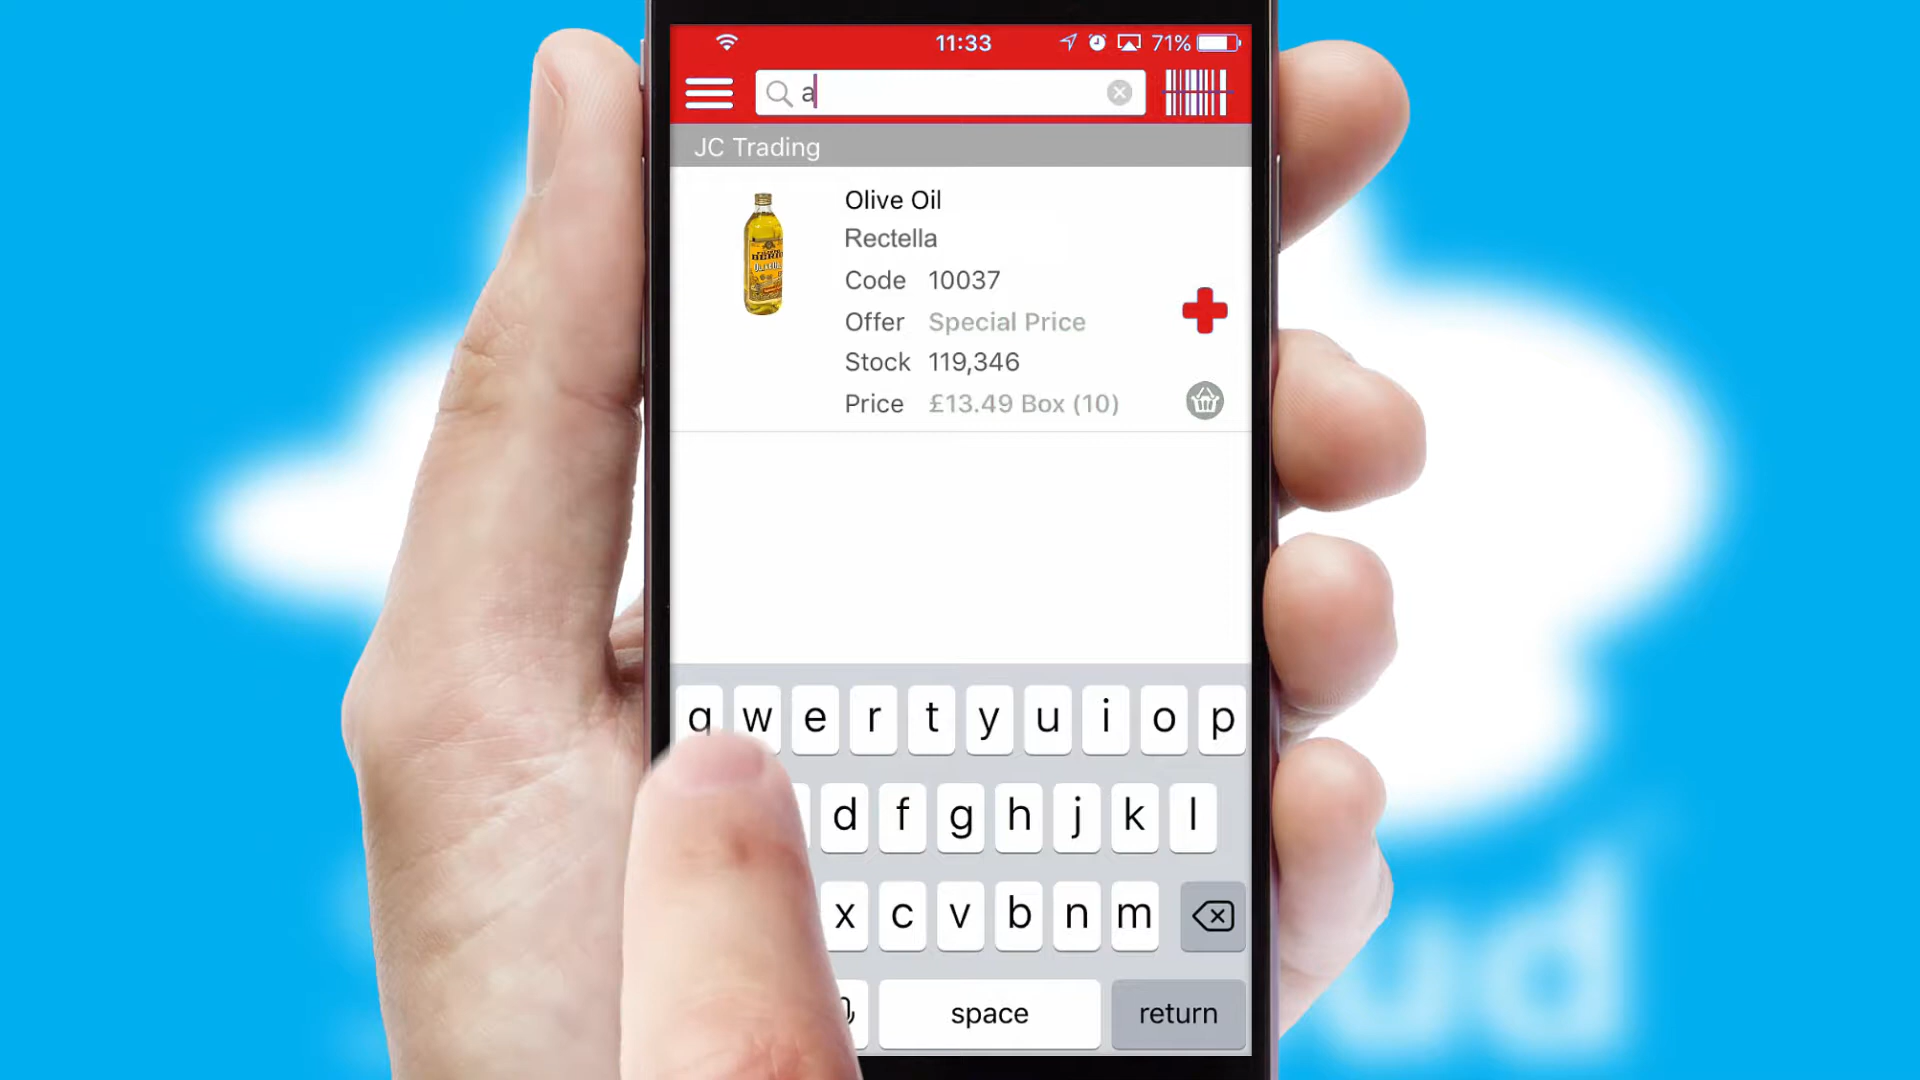 11:33 71%
a
JC Trading
Olive Oil
Rectella
Code 10037
Offer Special Price
Stock 119,346
Price £13.49 Box (10)
q w e r t y u i o p
d f g h j k l
x c v b n m
space return
ud